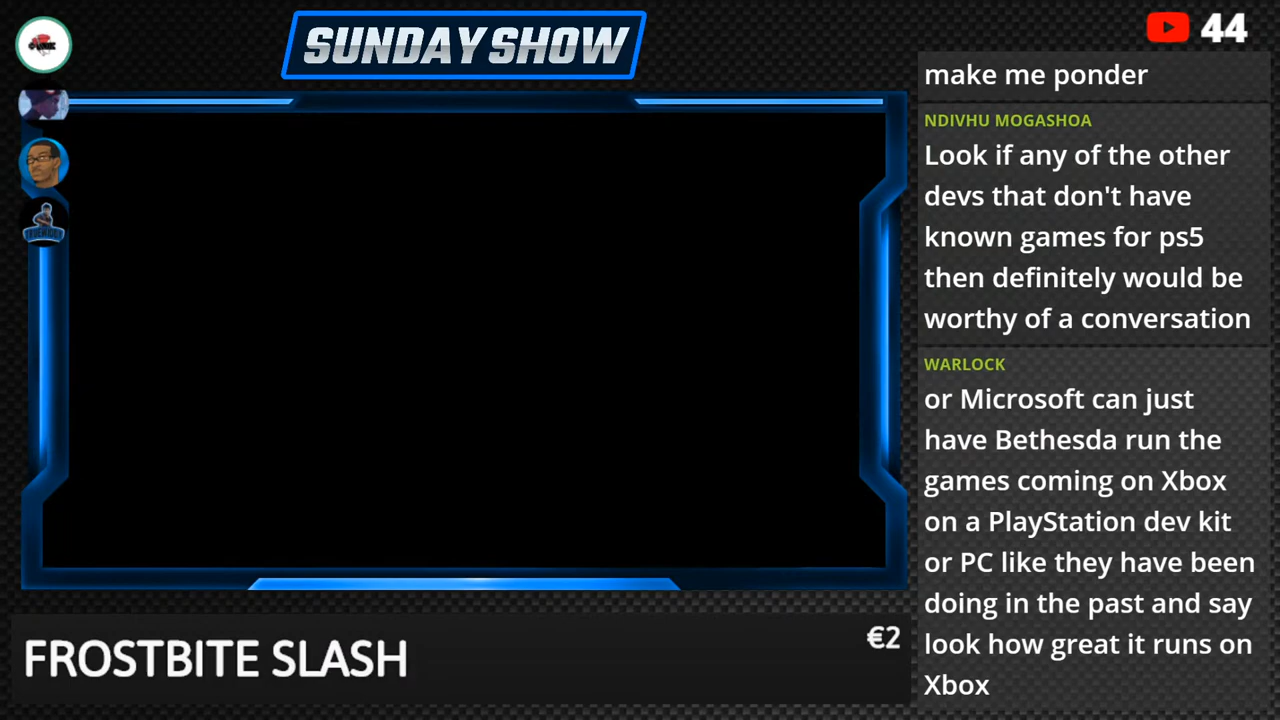 SUNDAY SHOW
44
make me ponder
NDIVHU MOGASHOA
Look if any of the other
devs that don't have
known games for ps5
then definitely would be
worthy of a conversation
WARLOCK
or Microsoft can just
have Bethesda run the
games coming on Xbox
on a PlayStation dev kit
or PC like they have been
doing in the past and say
look how great it runs on
Xbox
FROSTBITE SLASH
€2